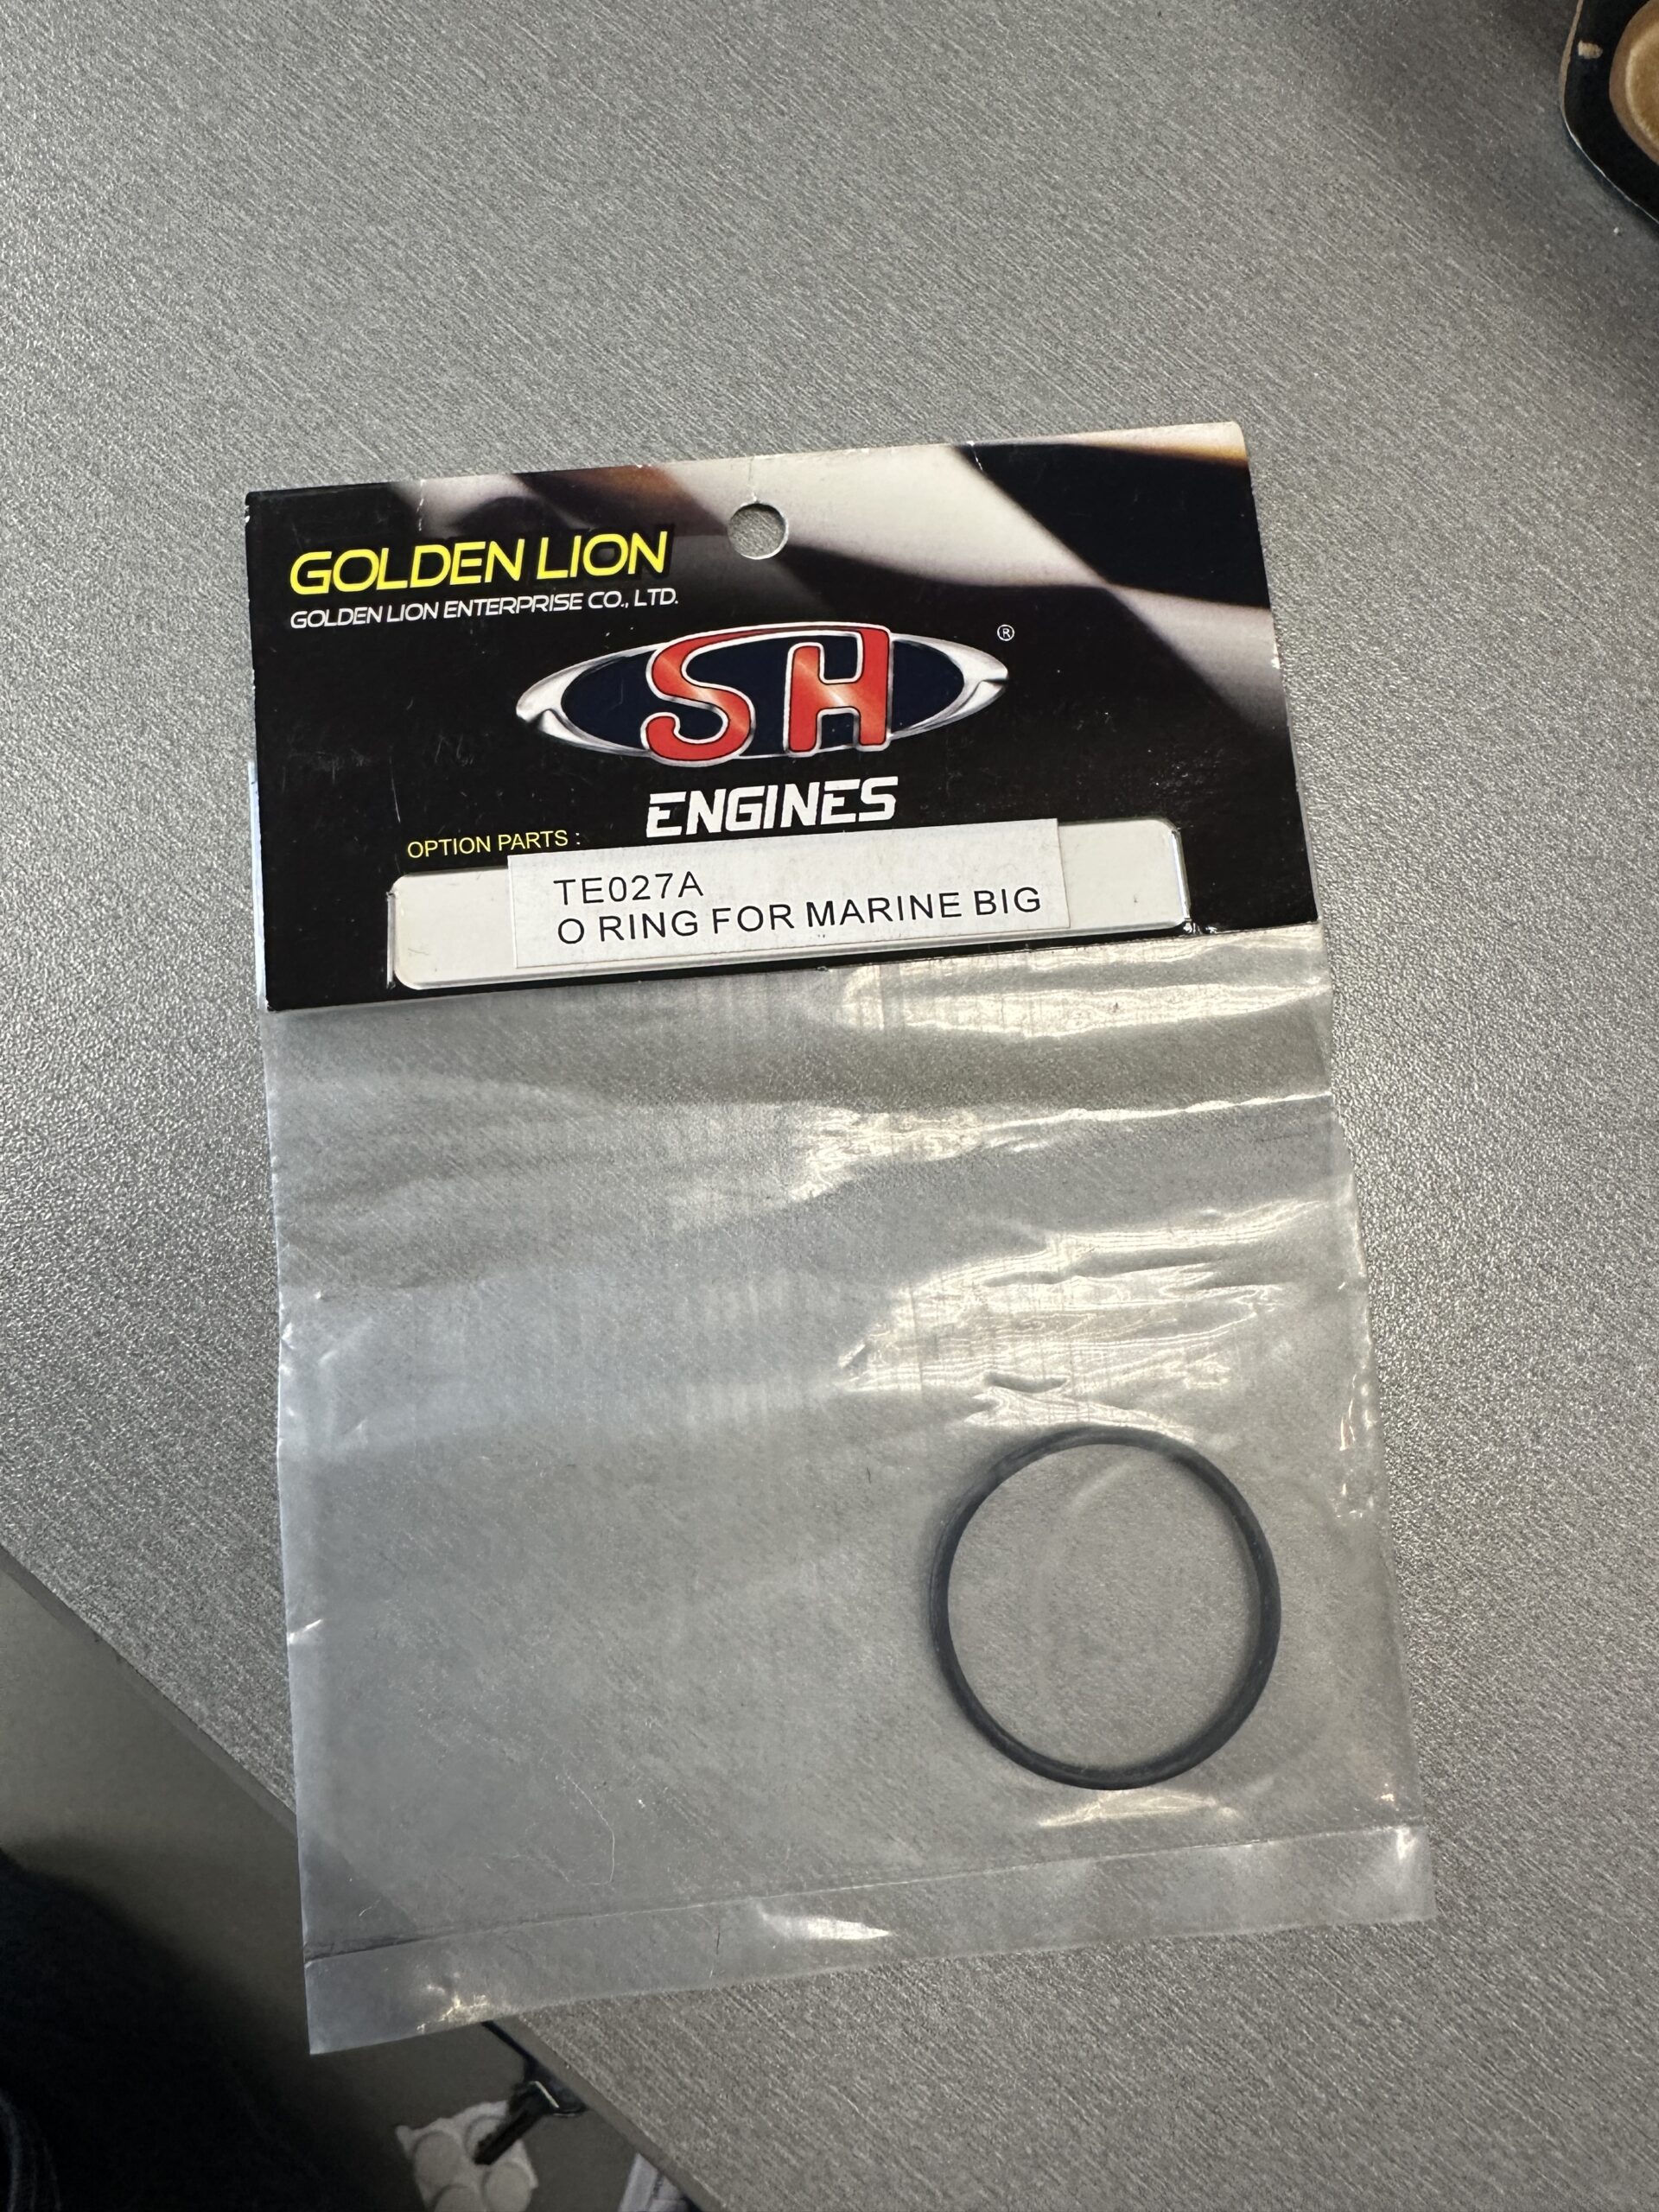 GOLDEN LION
GOLDEN LION ENTERPRISE CO., LTD.
SH ®
ENGINES
OPTION PARTS :
TE027A
O RING FOR MARINE BIG